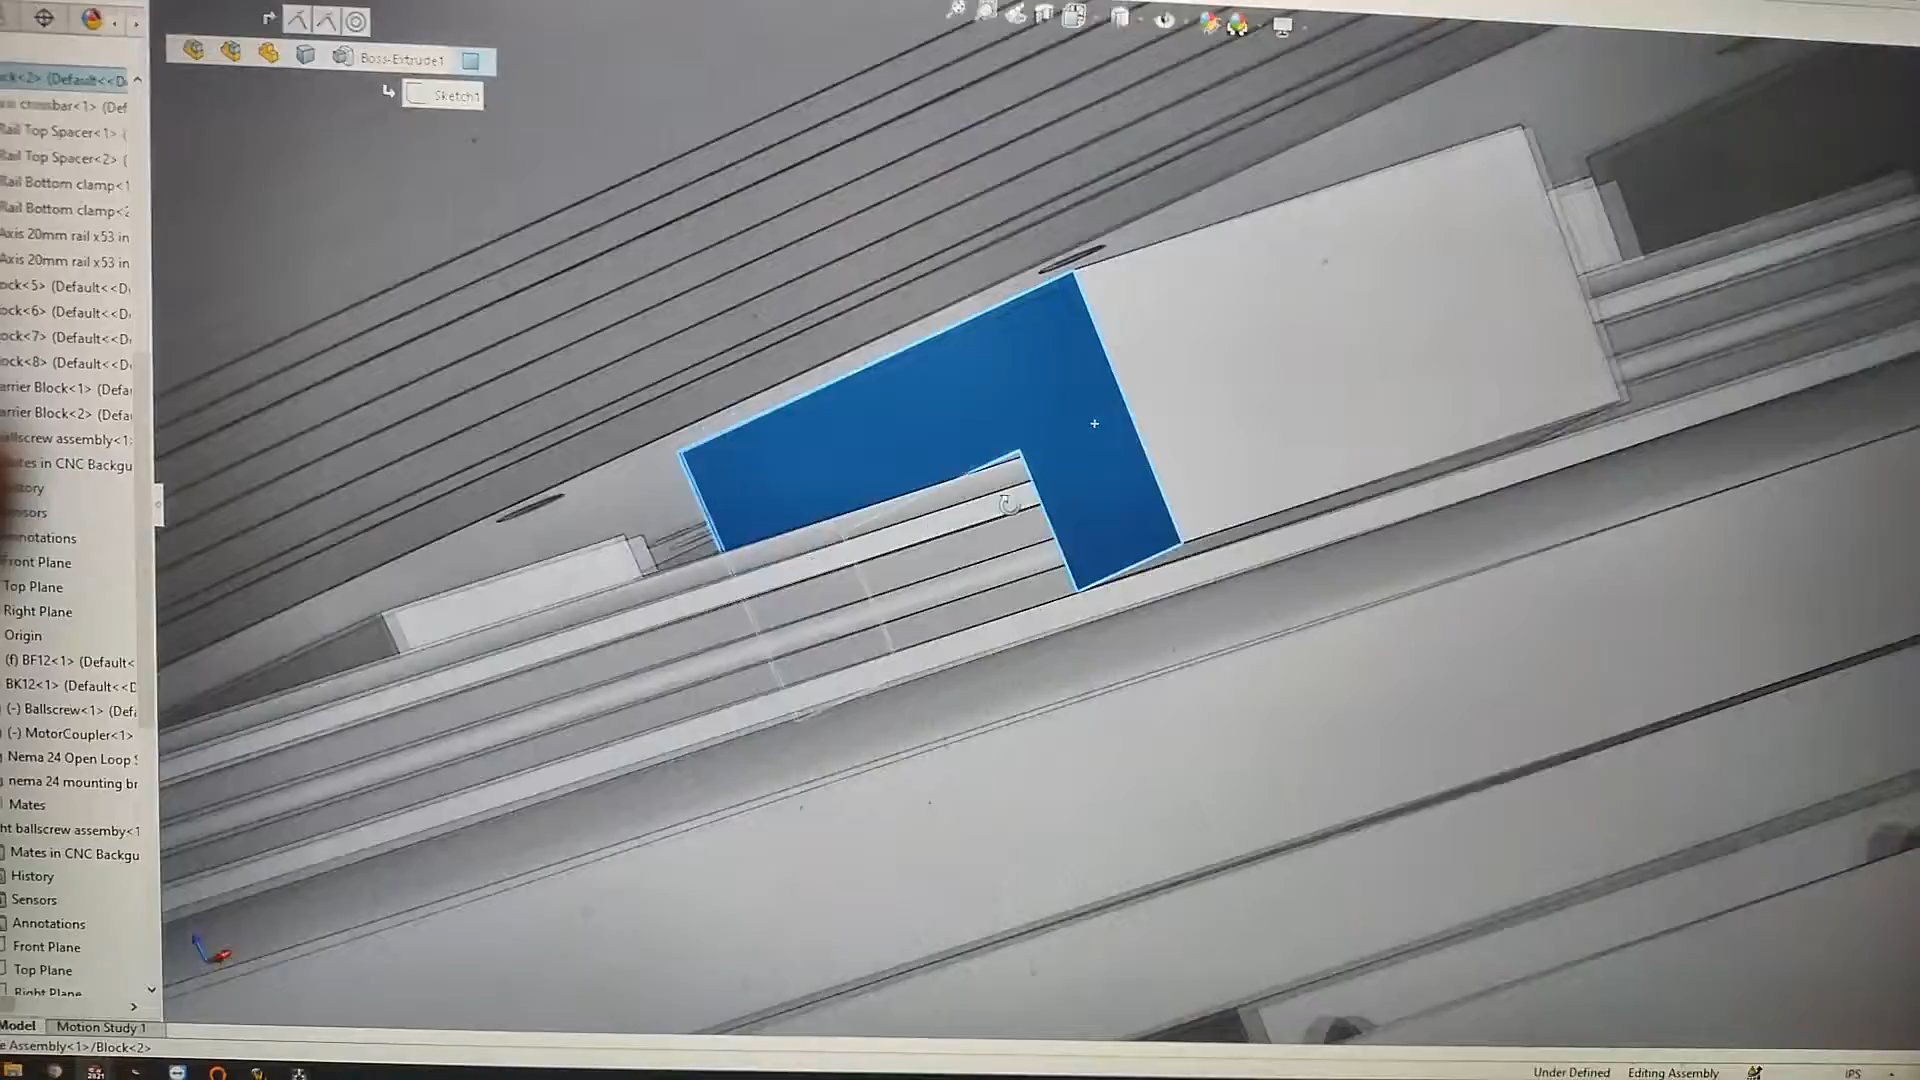 Boss-Extrude1
Sketch1
ck<2> (Default<<D
crossbar<1> (Def
Rail Top Spacer<1> (
Rail Top Spacer<2> (
Rail Bottom clamp<1
Rail Bottom clamp<2
Axis 20mm rail x53 in
Axis 20mm rail x53 in
ock<5> (Default<<D
ock<6> (Default<<D
ock<7> (Default<<D
ock<8> (Default<<D
arrier Block<1> (Defa
arrier Block<2> (Defa
allscrew assembly<1>
ates in CNC Backgu
story
nsors
nnotations
Front Plane
Top Plane
Right Plane
Origin
(f) BF12<1> (Default<
BK12<1> (Default<<D
(-) Ballscrew<1> (Defa
(-) MotorCoupler<1>
Nema 24 Open Loop S
nema 24 mounting br
Mates
ht ballscrew assemby<1
Mates in CNC Backgu
History
Sensors
Annotations
Front Plane
Top Plane
Right Plane
Model
Motion Study 1
e Assembly<1>/Block<2>
2021
Under Defined
Editing Assembly
IPS